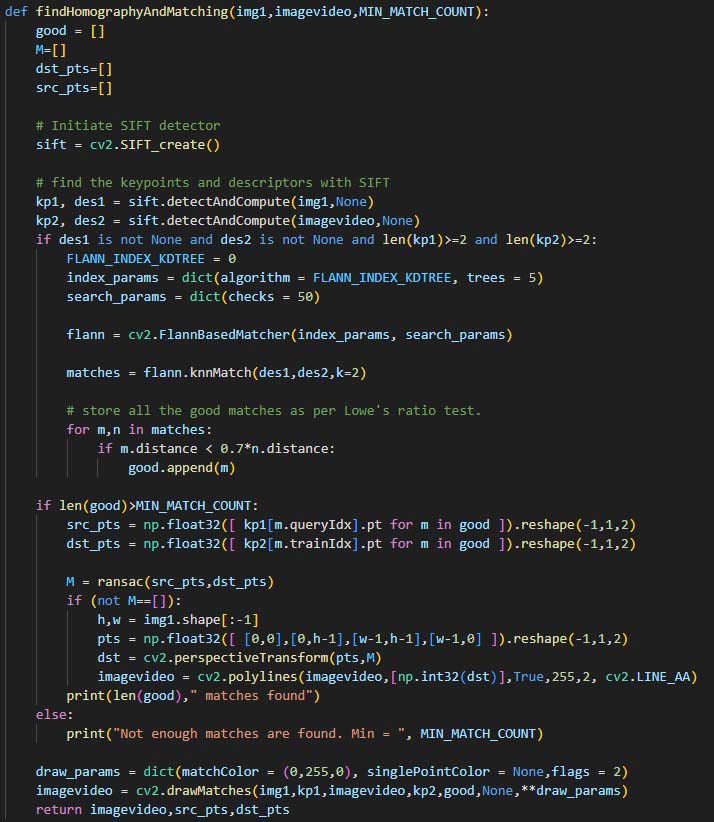 def findHomographyAndMatching(img1,imagevideo,MIN_MATCH_COUNT):
    good = []
    M=[]
    dst_pts=[]
    src_pts=[]

    # Initiate SIFT detector
    sift = cv2.SIFT_create()

    # find the keypoints and descriptors with SIFT
    kp1, des1 = sift.detectAndCompute(img1,None)
    kp2, des2 = sift.detectAndCompute(imagevideo,None)
    if des1 is not None and des2 is not None and len(kp1)>=2 and len(kp2)>=2:
        FLANN_INDEX_KDTREE = 0
        index_params = dict(algorithm = FLANN_INDEX_KDTREE, trees = 5)
        search_params = dict(checks = 50)

        flann = cv2.FlannBasedMatcher(index_params, search_params)

        matches = flann.knnMatch(des1,des2,k=2)

        # store all the good matches as per Lowe's ratio test.
        for m,n in matches:
            if m.distance < 0.7*n.distance:
                good.append(m)

    if len(good)>MIN_MATCH_COUNT:
        src_pts = np.float32([ kp1[m.queryIdx].pt for m in good ]).reshape(-1,1,2)
        dst_pts = np.float32([ kp2[m.trainIdx].pt for m in good ]).reshape(-1,1,2)

        M = ransac(src_pts,dst_pts)
        if (not M==[]):
            h,w = img1.shape[:-1]
            pts = np.float32([ [0,0],[0,h-1],[w-1,h-1],[w-1,0] ]).reshape(-1,1,2)
            dst = cv2.perspectiveTransform(pts,M)
            imagevideo = cv2.polylines(imagevideo,[np.int32(dst)],True,255,2, cv2.LINE_AA)
        print(len(good)," matches found")
    else:
        print("Not enough matches are found. Min = ", MIN_MATCH_COUNT)

    draw_params = dict(matchColor = (0,255,0), singlePointColor = None,flags = 2)
    imagevideo = cv2.drawMatches(img1,kp1,imagevideo,kp2,good,None,**draw_params)
    return imagevideo,src_pts,dst_pts